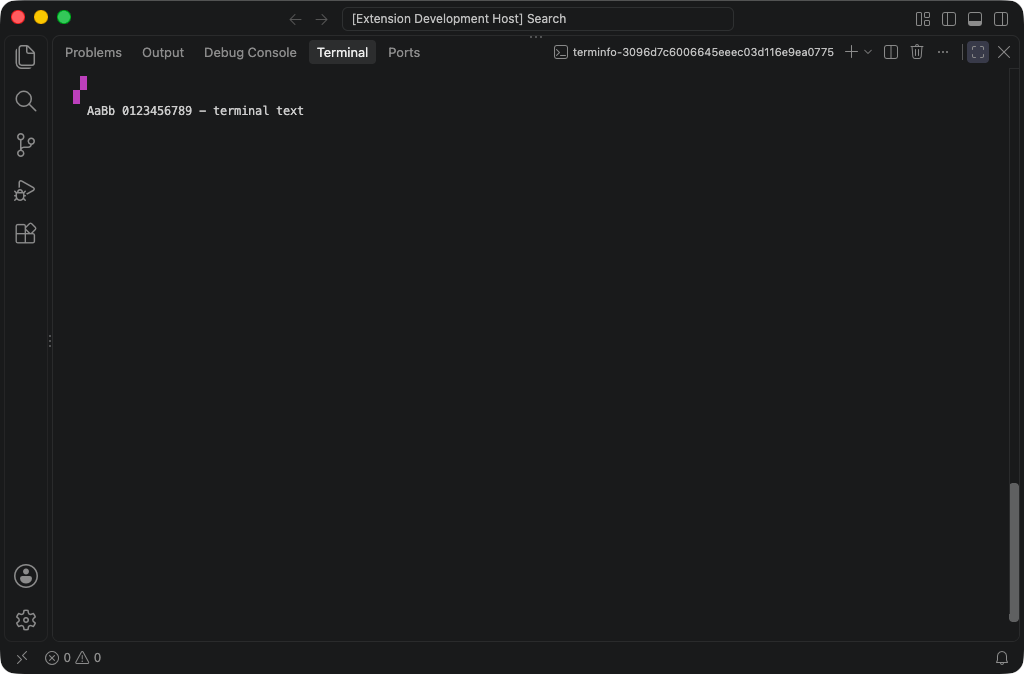 [Extension Development Host] Search
Problems Output Debug Console Terminal Ports terminfo-3096d7c6006645eeec03d116e9ea0775
AaBb 0123456789 – terminal text
0 0